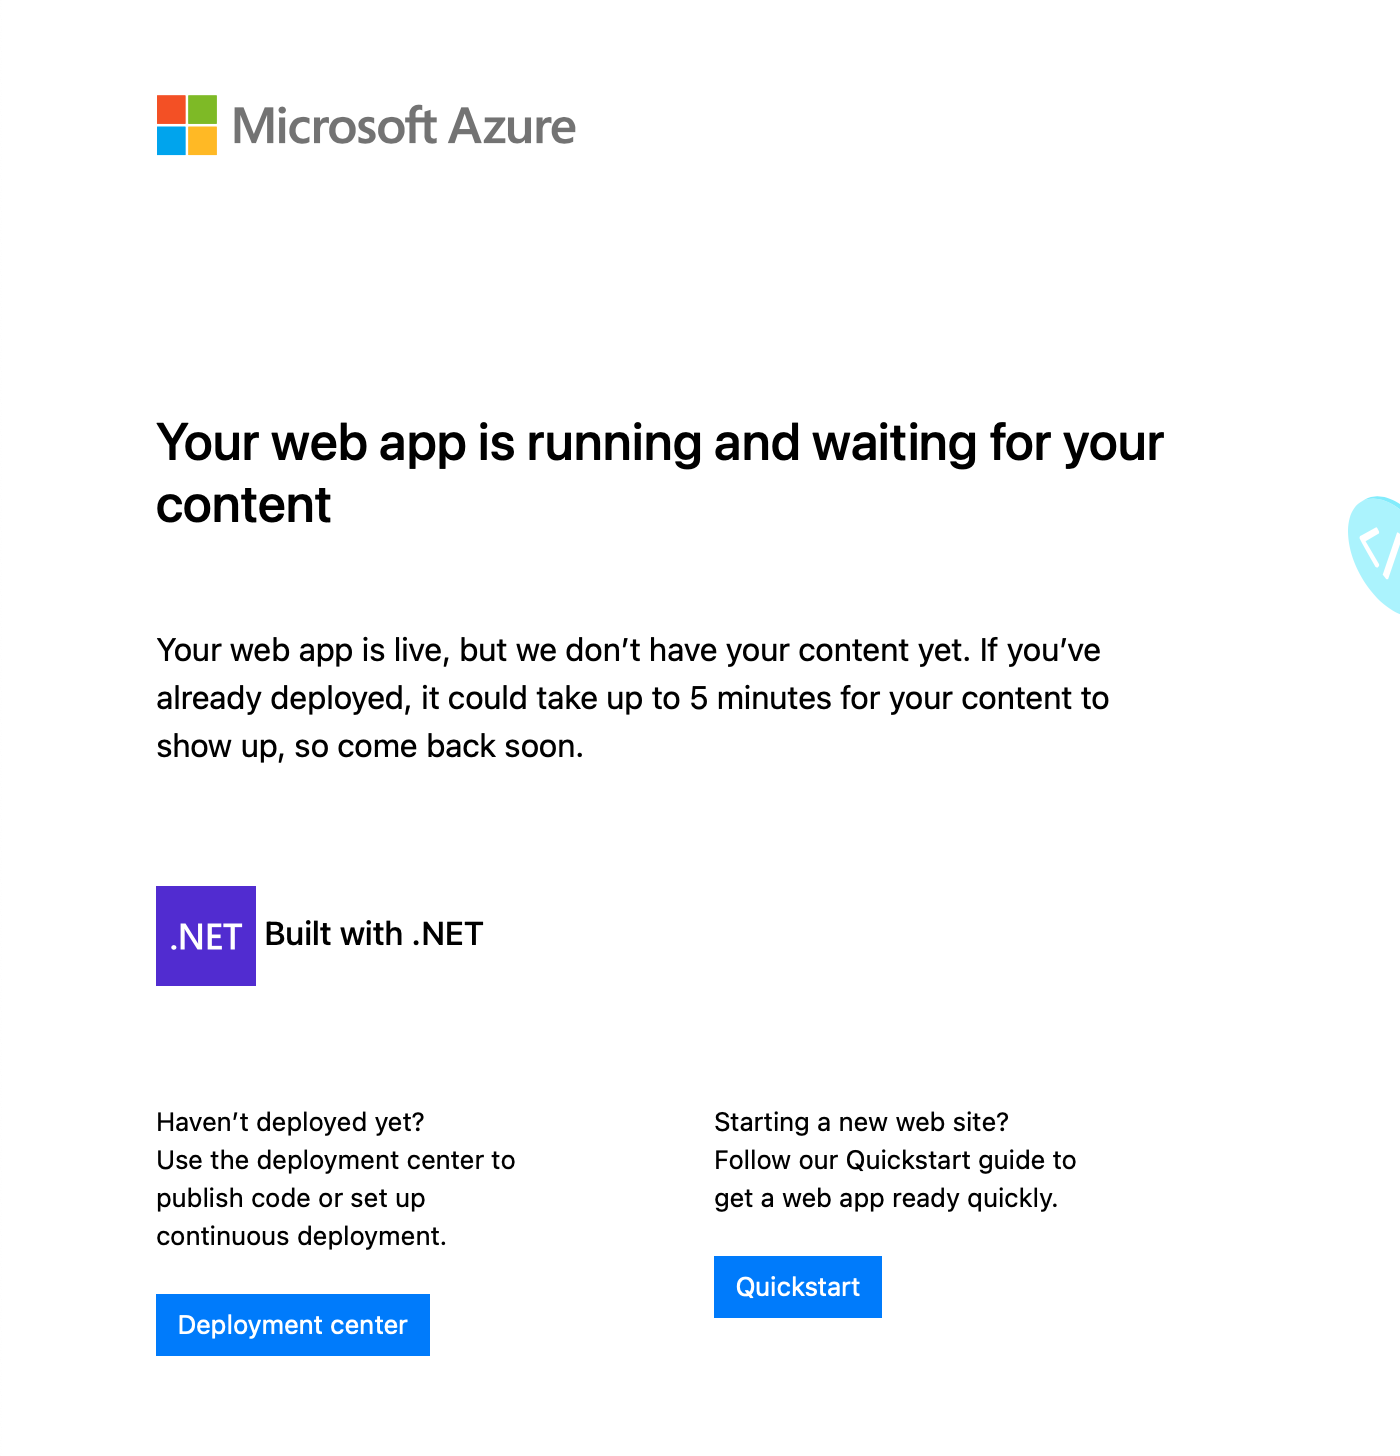 Microsoft Azure
Your web app is running and waiting for your
content
Your web app is live, but we don’t have your content yet. If you’ve
already deployed, it could take up to 5 minutes for your content to
show up, so come back soon.
.NET Built with .NET
Haven’t deployed yet?
Use the deployment center to
publish code or set up
continuous deployment.
Deployment center
Starting a new web site?
Follow our Quickstart guide to
get a web app ready quickly.
Quickstart
</